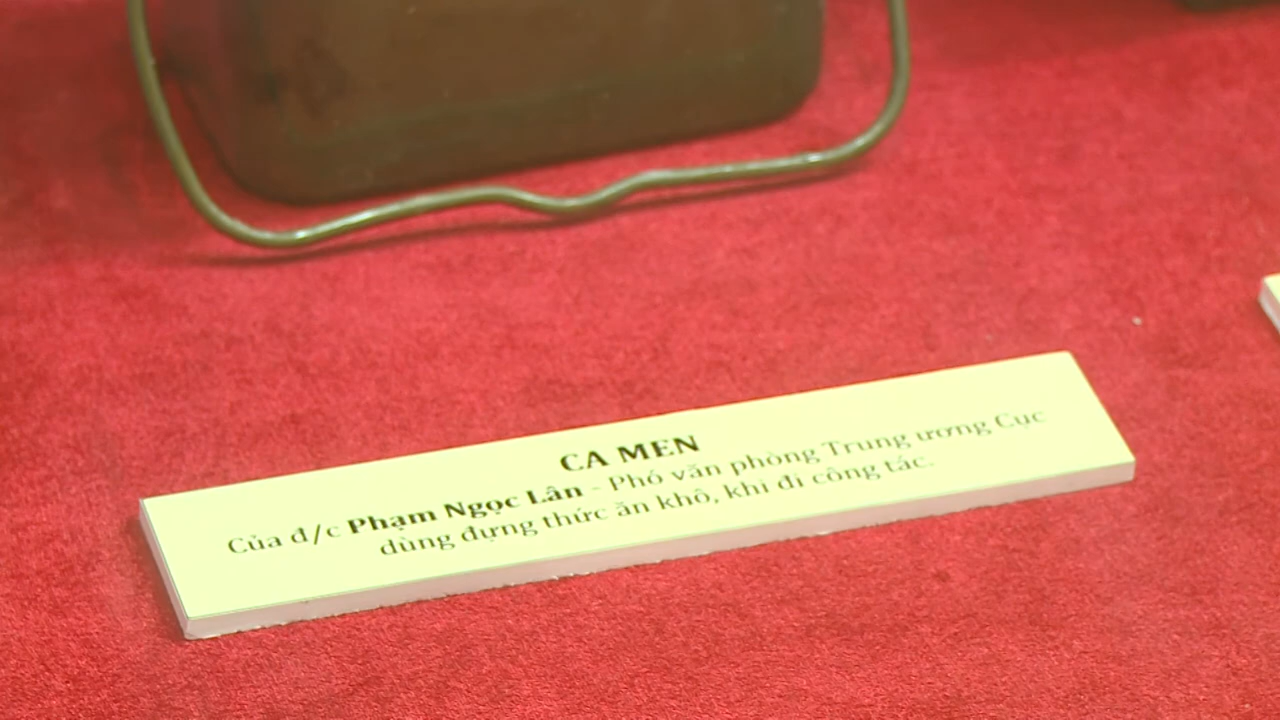 CA MEN
Của đ/c Phạm Ngọc Lân - Phó văn phòng Trung ương Cục
dùng đựng thức ăn khô, khi đi công tác.